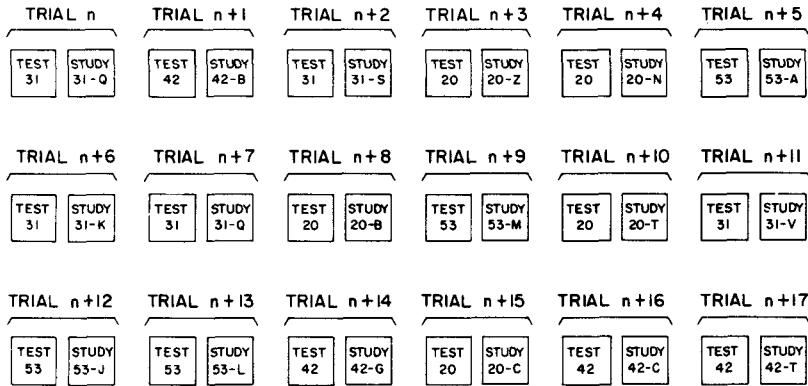 TRIAL n TRIAL n+1 TRIAL n+2 TRIAL n+3 TRIAL n+4 TRIAL n+5
TEST STUDY TEST STUDY TEST STUDY TEST STUDY TEST STUDY TEST STUDY
31 31-Q 42 42-B 31 31-S 20 20-Z 20 20-N 53 53-A
TRIAL n+6 TRIAL n+7 TRIAL n+8 TRIAL n+9 TRIAL n+10 TRIAL n+11
TEST STUDY TEST STUDY TEST STUDY TEST STUDY TEST STUDY TEST STUDY
31 31-K 31 31-Q 20 20-B 53 53-M 20 20-T 31 31-V
TRIAL n+12 TRIAL n+13 TRIAL n+14 TRIAL n+15 TRIAL n+16 TRIAL n+17
TEST STUDY TEST STUDY TEST STUDY TEST STUDY TEST STUDY TEST STUDY
53 53-J 53 53-L 42 42-G 20 20-C 42 42-C 42 42-T